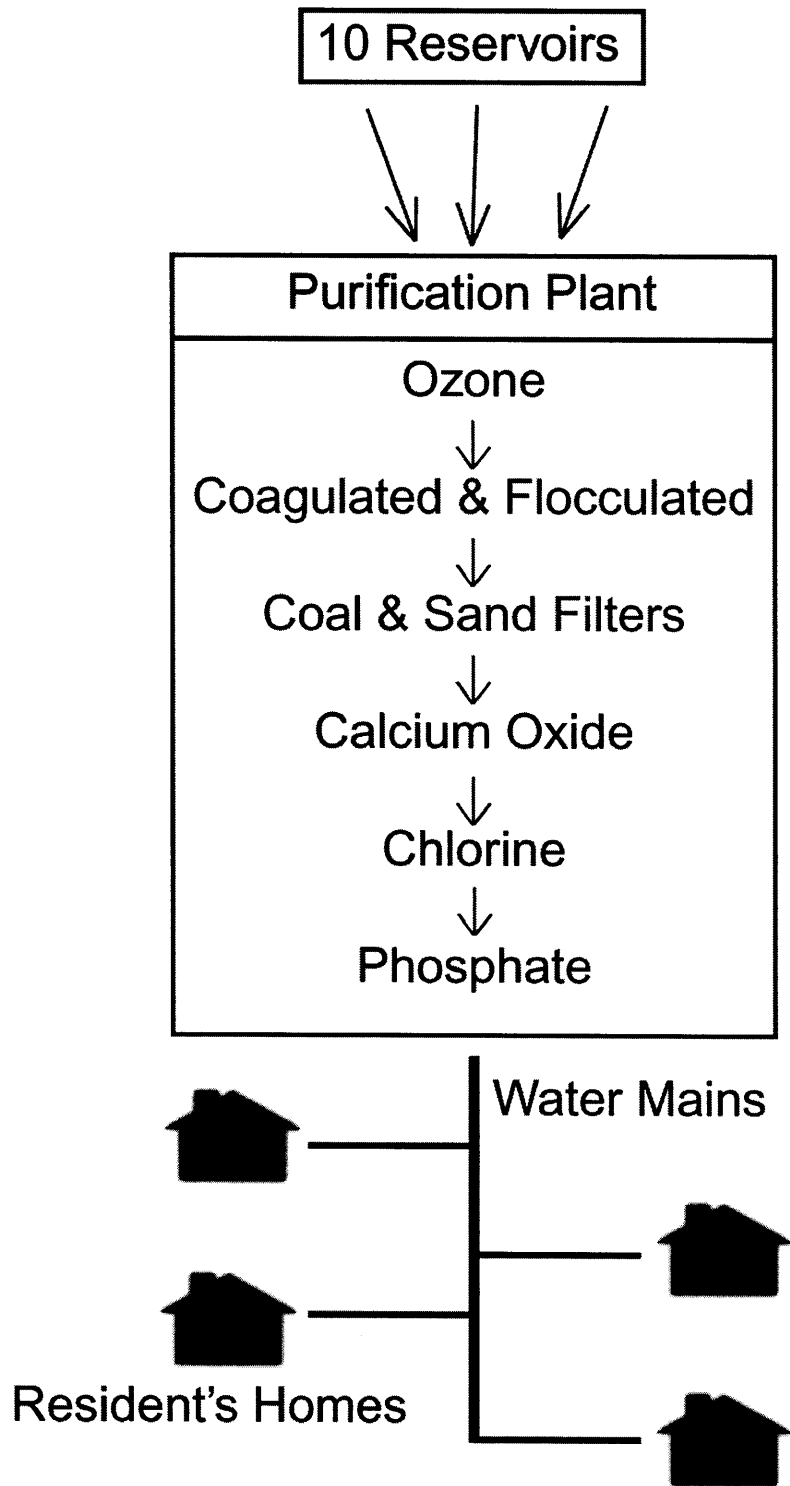 10 Reservoirs
Purification Plant
Ozone
Coagulated & Flocculated
Coal & Sand Filters
Calcium Oxide
Chlorine
Phosphate
Water Mains
Resident's Homes